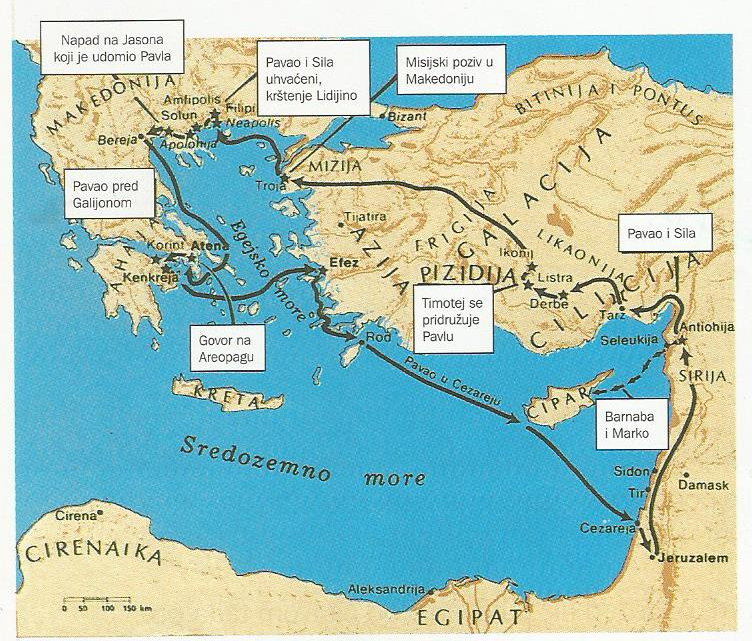 Napad na Jasona
koji je udomio Pavla
Pavao i Sila
uhvaćeni,
krštenje Lidijino
Misijski poziv u
Makedoniju
MAKEDONIJA
Amfipolis
Solun
Filipi
Neapolis
Bereja
Apolonija
Bizant
BITINIJA I PONTUS
MIZIJA
Troja
Pavao pred
Galijonom
Tijatira
AZIJA
FRIGIJA
GALACIJA
LIKAONIJA
Pavao i Sila
Egejsko more
AHAJA
Korint
Atena
Kenkreja
Efez
PIZIDIJA
Ikonij
Listra
Derbe
CILICIJA
Tarz
Timotej se
pridružuje
Pavlu
Antiohija
Seleukija
Govor na
Areopagu
Rod
Pavao u Cezareju
SIRIJA
KRETA
CIPAR
Barnaba
i Marko
Sredozemno more
Sidon
Tir
Damask
Cirena
CIRENAIKA
Cezareja
Jeruzalem
Aleksandrija
EGIPAT
0 50 100 150 km